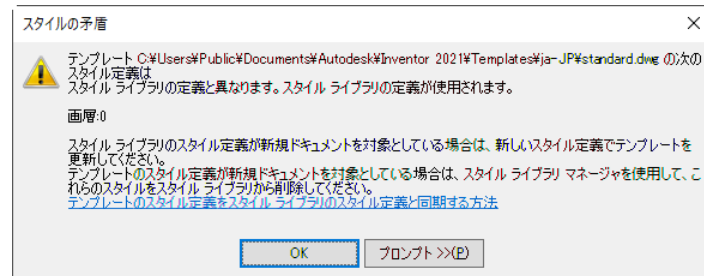 スタイルの矛盾
テンプレート C:¥Users¥Public¥Documents¥Autodesk¥Inventor 2021¥Templates¥ja-JP¥standard.dwg の次の
スタイル定義は
スタイル ライブラリの定義と異なります。スタイル ライブラリの定義が使用されます。
画層:0
スタイル ライブラリのスタイル定義が新規ドキュメントを対象としている場合は、新しいスタイル定義でテンプレートを
更新してください。
テンプレートのスタイル定義が新規ドキュメントを対象としている場合は、スタイル ライブラリ マネージャを使用して、こ
れらのスタイルをスタイル ライブラリから削除してください。
テンプレートのスタイル定義をスタイル ライブラリのスタイル定義と同期する方法
OK プロンプト >>(P)